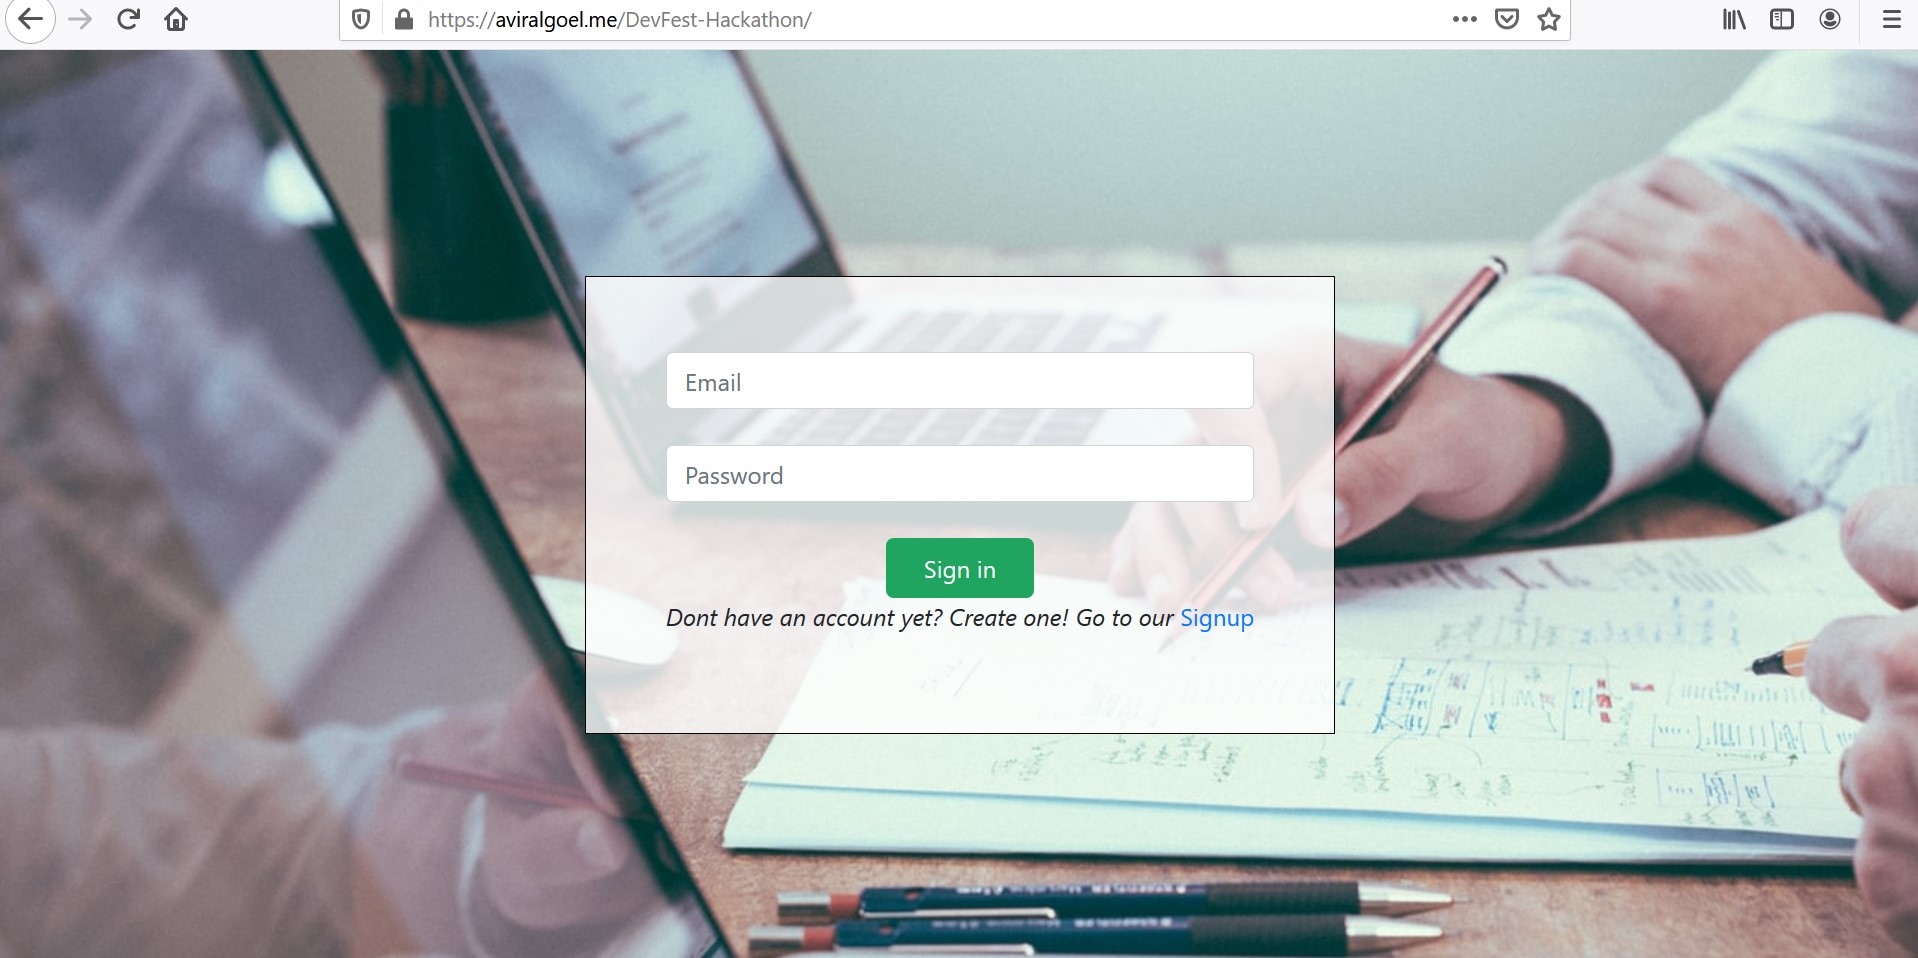 https://aviralgoel.me/DevFest-Hackathon/
Email
Password
Sign in
Dont have an account yet? Create one! Go to our Signup